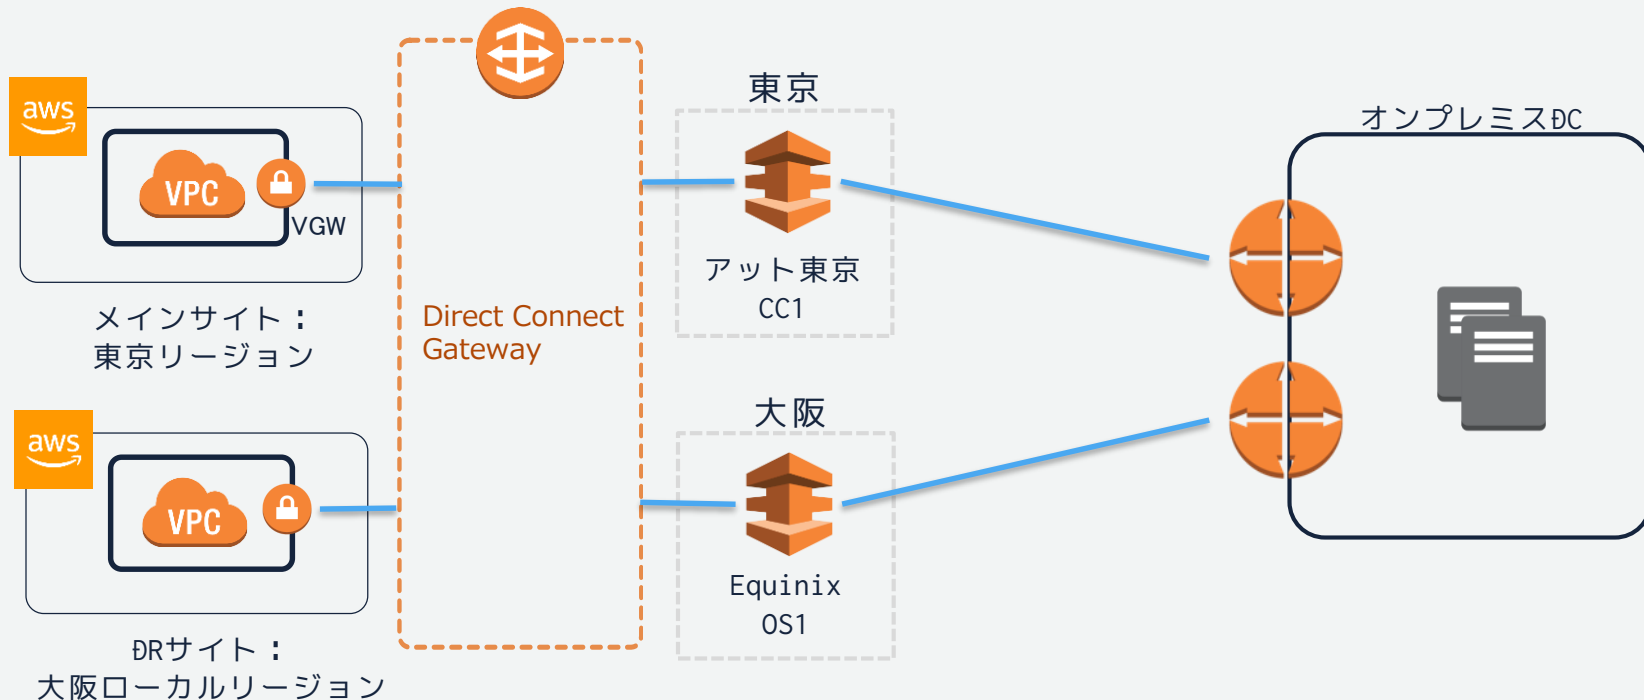 aws
VPC
VGW
メインサイト：
東京リージョン
aws
VPC
ĐRサイト：
大阪ローカルリージョン
Direct Connect
Gateway
東京
アット東京
CC1
大阪
Equinix
OS1
オンプレミスĐC